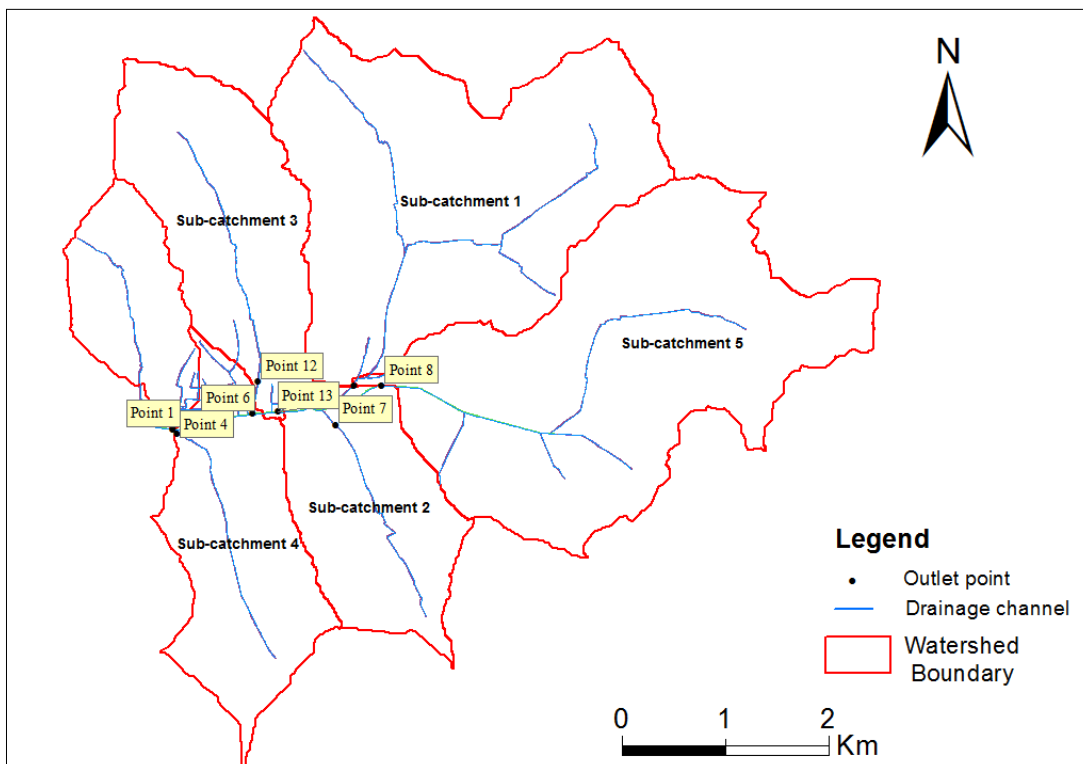 N
Sub-catchment 1
Sub-catchment 3
Sub-catchment 5
Point 12
Point 8
Point 6
Point 13
Point 1
Point 7
Point 4
Sub-catchment 2
Sub-catchment 4
Legend
Outlet point
Drainage channel
Watershed
Boundary
0 1 2
Km